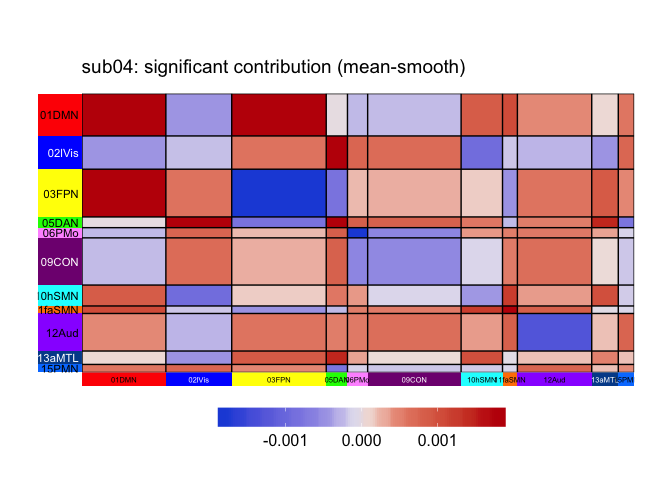 sub04: significant contribution (mean-smooth)
01DMN
02lVis
03FPN
05DAN
06PMo
09CON
10hSMN
1faSMN
12Aud
13aMTL
15PMN
01DMN
02lVis
03FPN
05DAN
06PMo
09CON
10hSMN
1faSMN
12Aud
13aMTL
5PMN
-0.001
0.000
0.001